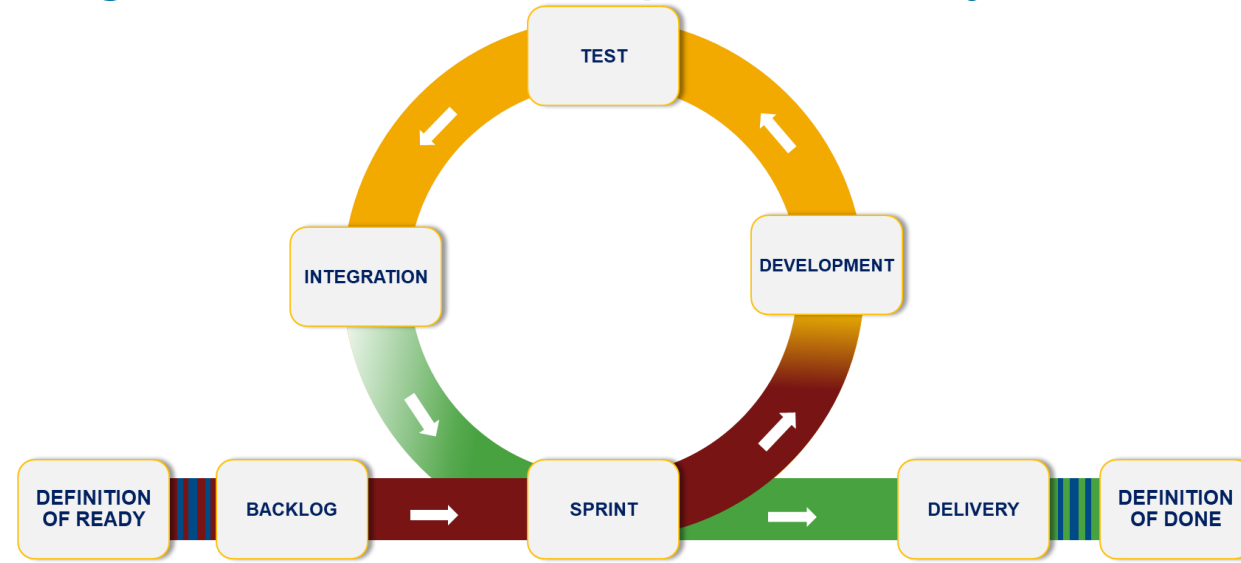 TEST
INTEGRATION
DEVELOPMENT
DEFINITION
OF READY
BACKLOG
SPRINT
DELIVERY
DEFINITION
OF DONE